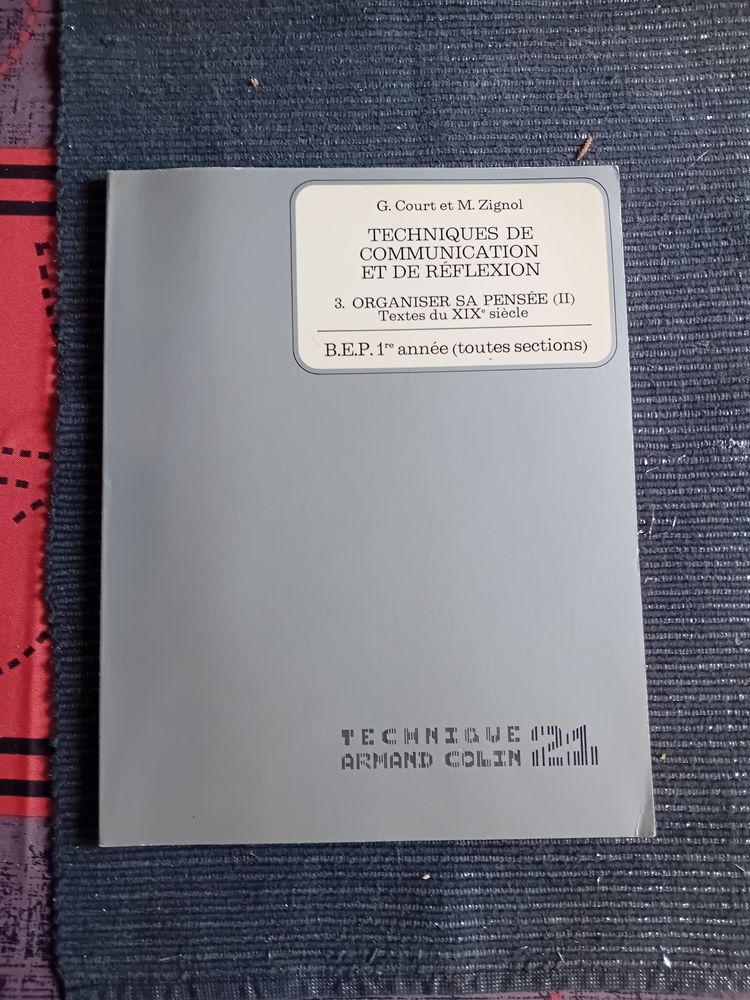 G. Court et M. Zignol
TECHNIQUES DE
COMMUNICATION
ET DE RÉFLEXION
3. ORGANISER SA PENSÉE (II)
Textes du XIXe siècle
B.E.P. 1re année (toutes sections)
TECHNIQUE
ARMAND COLIN 21